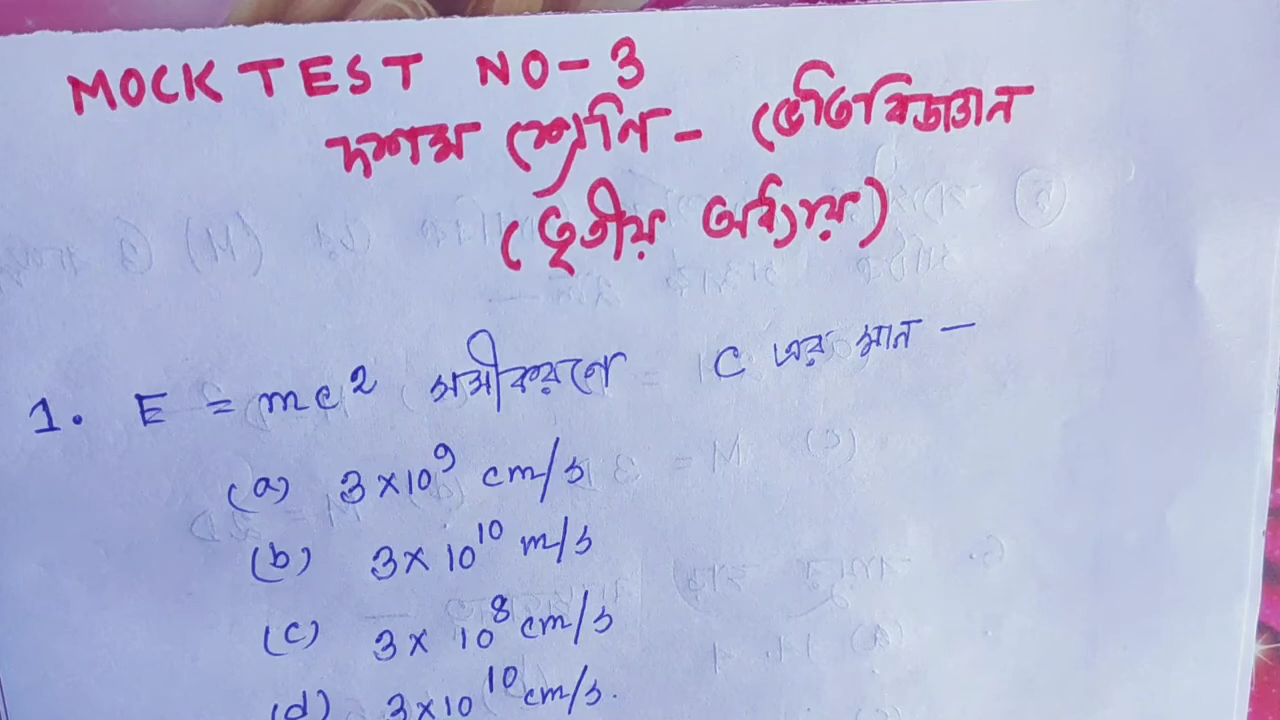 MOCK TEST NO-3
দশম শ্রেণি - ভৌতবিজ্ঞান
(তৃতীয় অধ্যায়)
1. E = mc² সমীকরণে C এর মান —
(a) 3×10⁹ cm/s
(b) 3×10¹⁰ m/s
(c) 3×10⁸ cm/s
(d) 3×10¹⁰ cm/s.